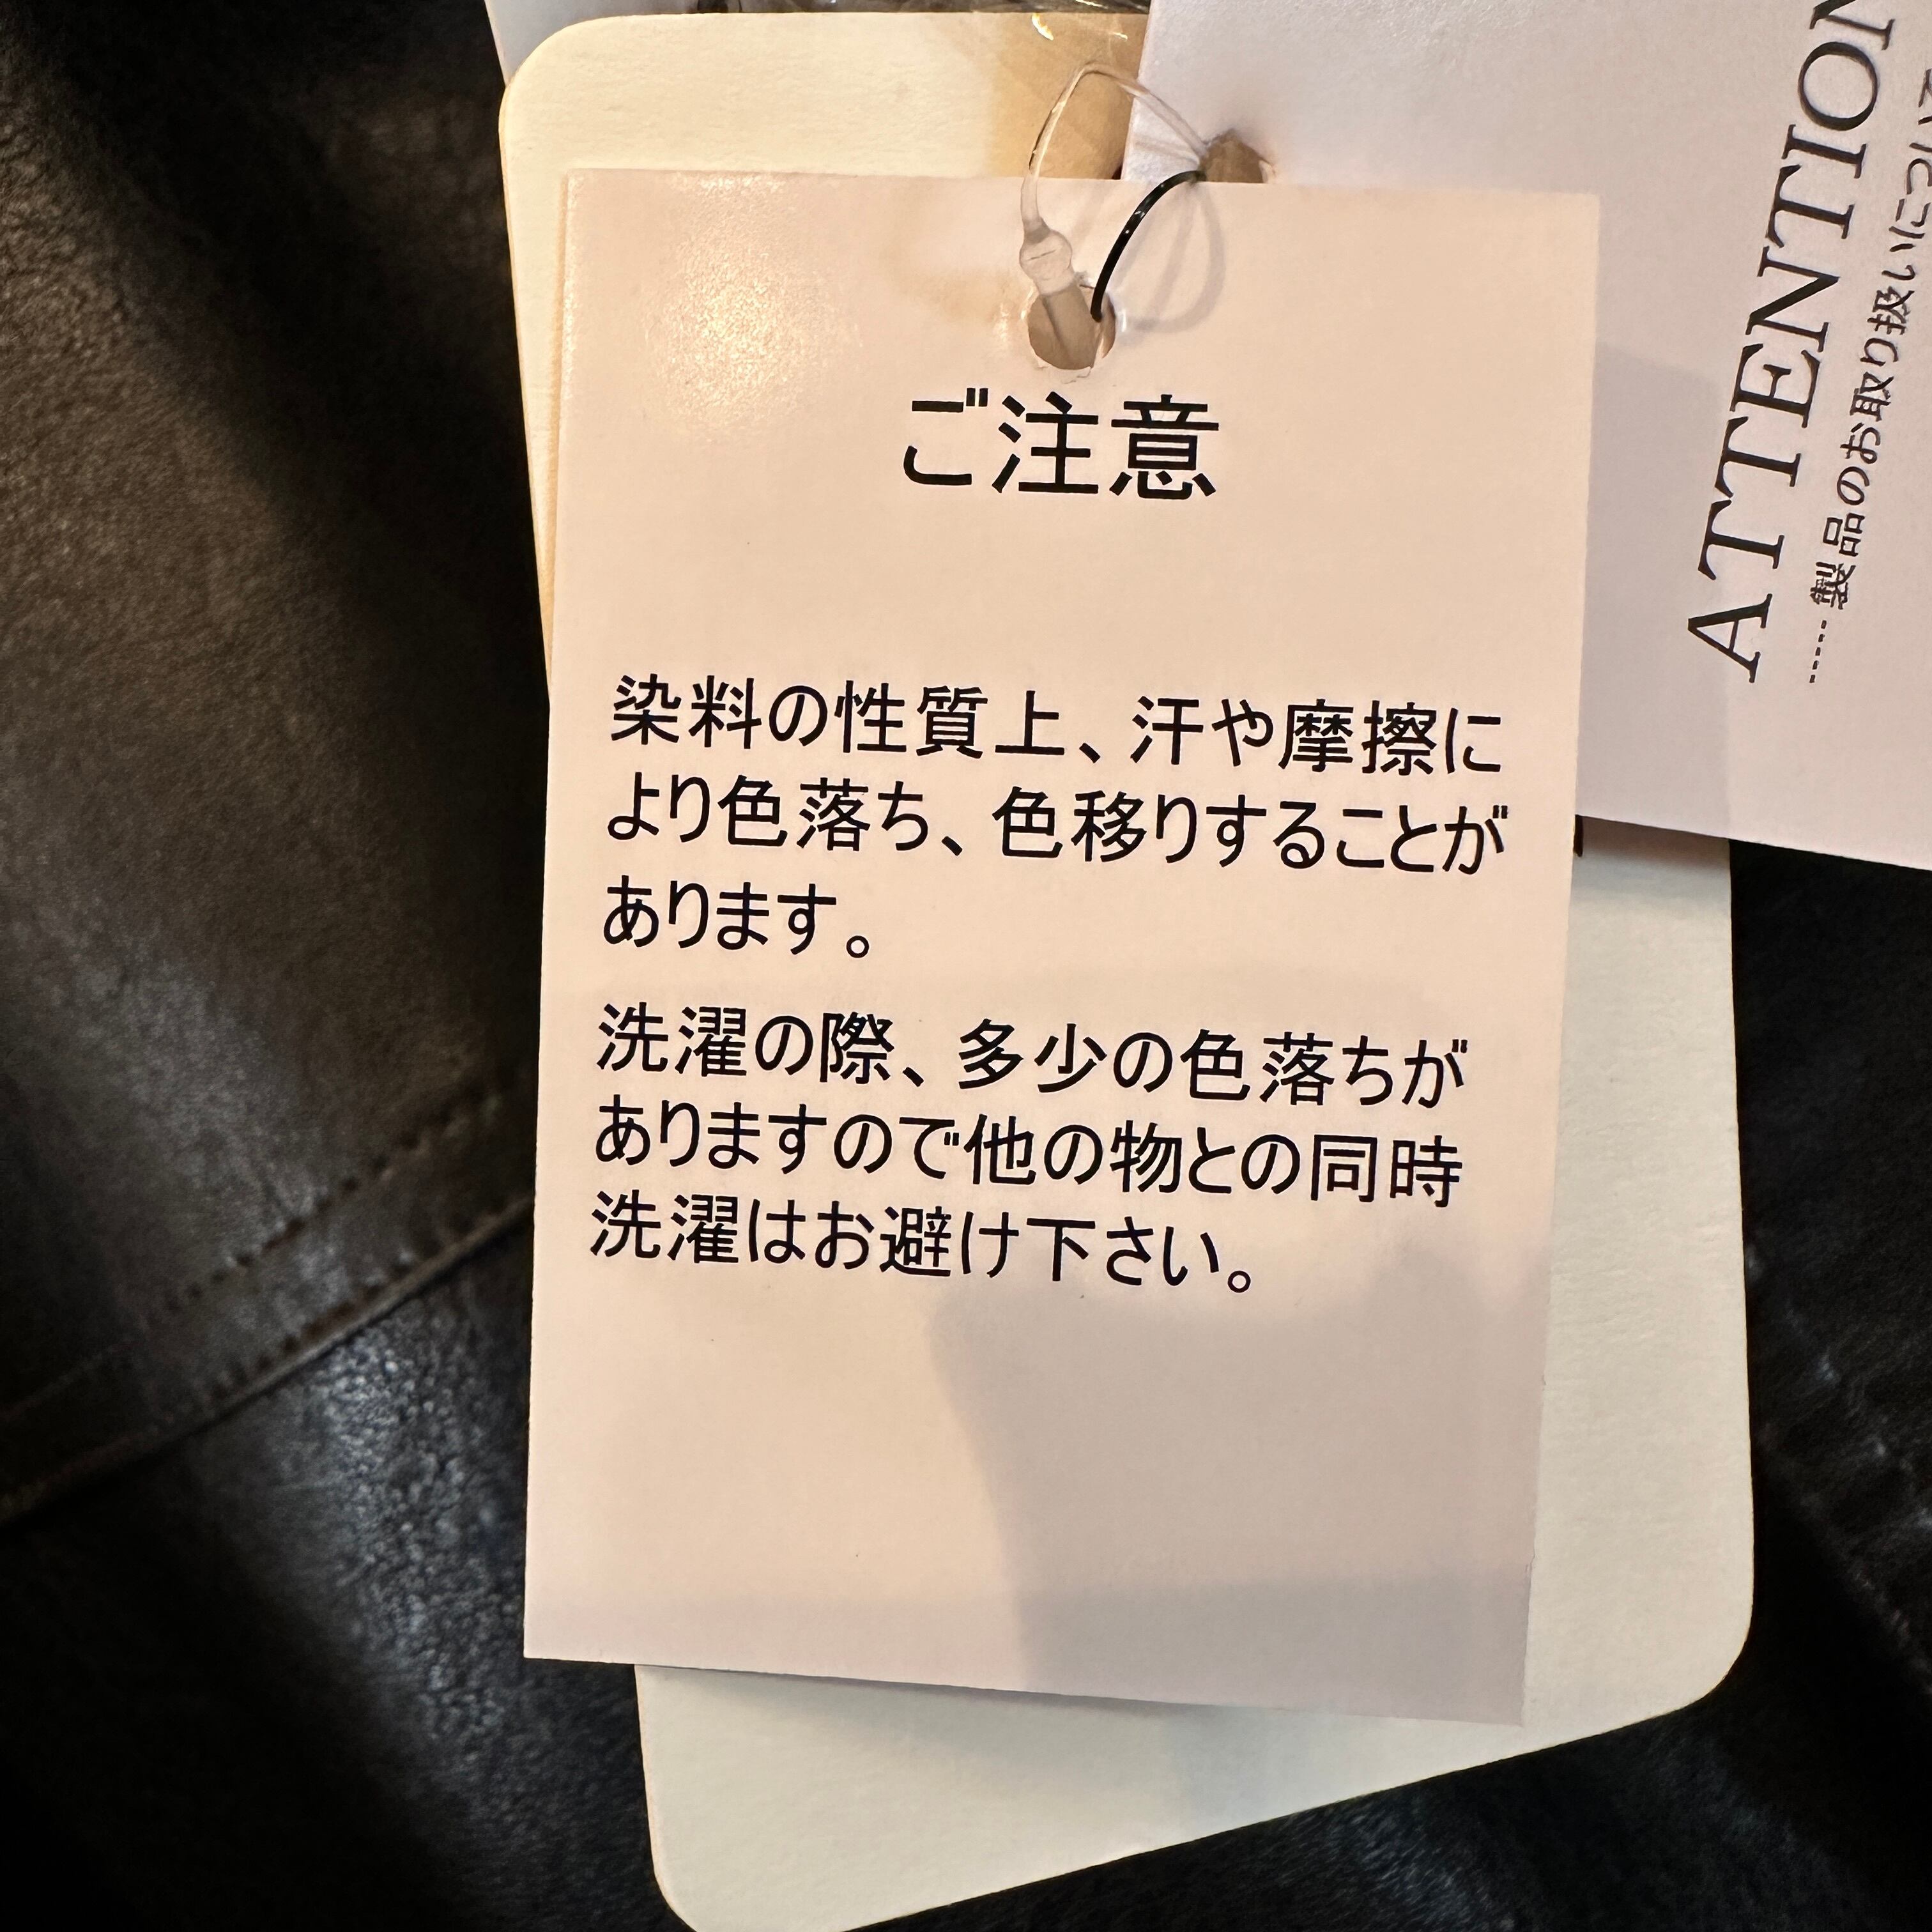 ご注意
染料の性質上、汗や摩擦に
より色落ち、色移りすることが
あります。
洗濯の際、多少の色落ちが
ありますので他の物との同時
洗濯はお避け下さい。
ATTENTION
製品のお取り扱いについて